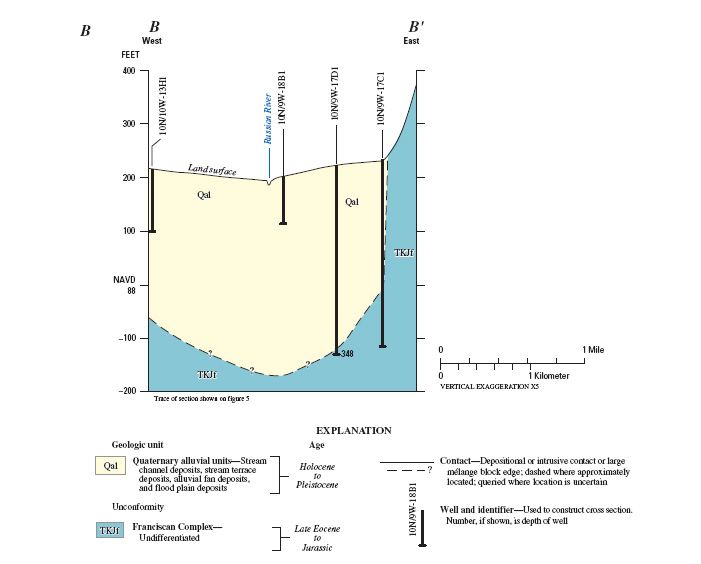 B
B
West
B'
East
FEET
400
300
200
100
NAVD
88
–100
–200
10N/10W-13H1
Russian River
10N/9W-18B1
10N/9W-17D1
10N/9W-17C1
Land surface
Qal
Qal
TKJf
?
?
?
348
TKJf
Trace of section shown on figure 5
0
1 Mile
0
1 Kilometer
VERTICAL EXAGGERATION X5
EXPLANATION
Geologic unit
Age
Qal
Quaternary alluvial units—Stream
channel deposits, stream terrace
deposits, alluvial fan deposits,
and flood plain deposits
Holocene
to
Pleistocene
Unconformity
TKJf
Franciscan Complex—
Undifferentiated
Late Eocene
to
Jurassic
?
Contact—Depositional or intrusive contact or large
mélange block edge; dashed where approximately
located; queried where location is uncertain
10N/9W-18B1
Well and identifier—Used to construct cross section.
Number, if shown, is depth of well